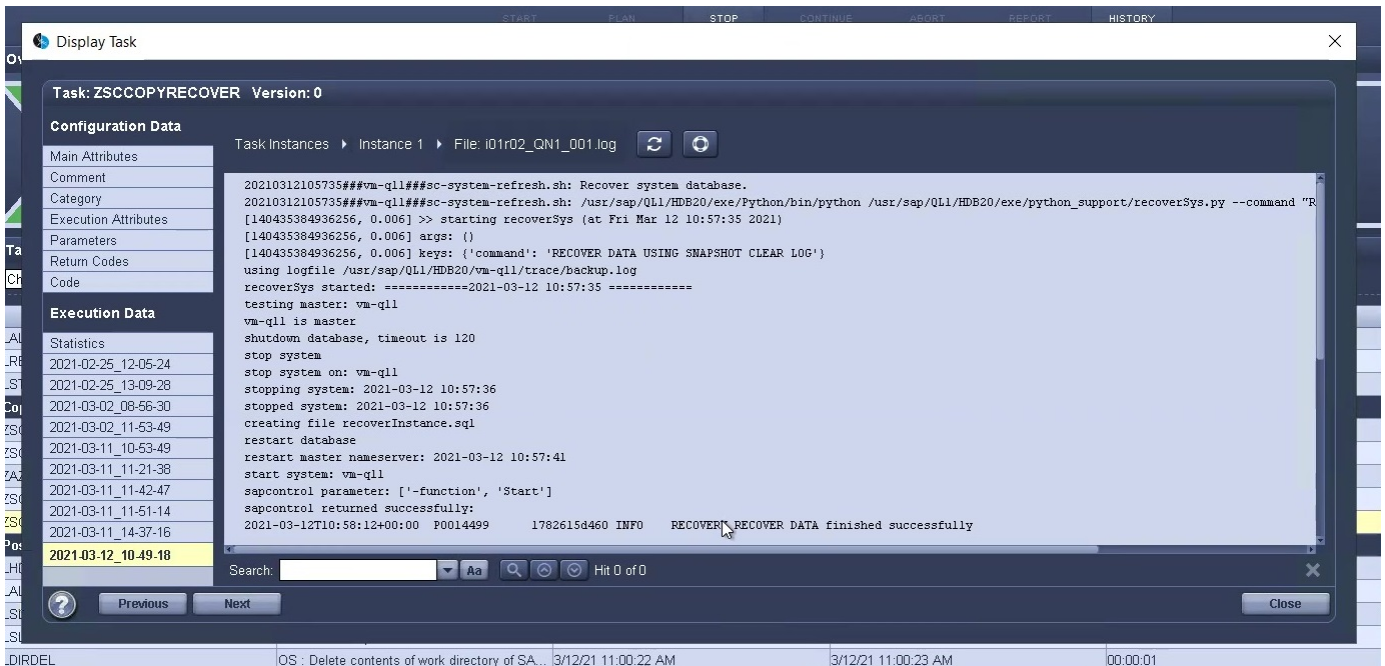 START PLAN STOP CONTINUE ABORT REPORT HISTORY
Display Task
Task: ZSCCOPYRECOVER Version: 0
Configuration Data
Main Attributes
Comment
Category
Execution Attributes
Parameters
Return Codes
Code
Execution Data
Statistics
2021-02-25_12-05-24
2021-02-25_13-09-28
2021-03-02_08-56-30
2021-03-02_11-53-49
2021-03-11_10-53-49
2021-03-11_11-21-38
2021-03-11_11-42-47
2021-03-11_11-51-14
2021-03-11_14-37-16
2021-03-12_10-49-18
Task Instances Instance 1 File: i01r02_QN1_001.log
20210312105735###vm-ql1###sc-system-refresh.sh: Recover system database.
20210312105735###vm-ql1###sc-system-refresh.sh: /usr/sap/QL1/HDB20/exe/Python/bin/python /usr/sap/QL1/HDB20/exe/python_support/recoverSys.py --command "R
[140435384936256, 0.006] >> starting recoverSys (at Fri Mar 12 10:57:35 2021)
[140435384936256, 0.006] args: ()
[140435384936256, 0.006] keys: {'command': 'RECOVER DATA USING SNAPSHOT CLEAR LOG'}
using logfile /usr/sap/QL1/HDB20/vm-ql1/trace/backup.log
recoverSys started: ============2021-03-12 10:57:35 ============
testing master: vm-ql1
vm-ql1 is master
shutdown database, timeout is 120
stop system
stop system on: vm-ql1
stopping system: 2021-03-12 10:57:36
stopped system: 2021-03-12 10:57:36
creating file recoverInstance.sql
restart database
restart master nameserver: 2021-03-12 10:57:41
start system: vm-ql1
sapcontrol parameter: ['-function', 'Start']
sapcontrol returned successfully:
2021-03-12T10:58:12+00:00 P0014499 1782615d460 INFO RECOVERY RECOVER DATA finished successfully
Search: Aa Hit 0 of 0
? Previous Next Close
DIRDEL OS : Delete contents of work directory of SA... 3/12/21 11:00:22 AM 3/12/21 11:00:23 AM 00:00:01